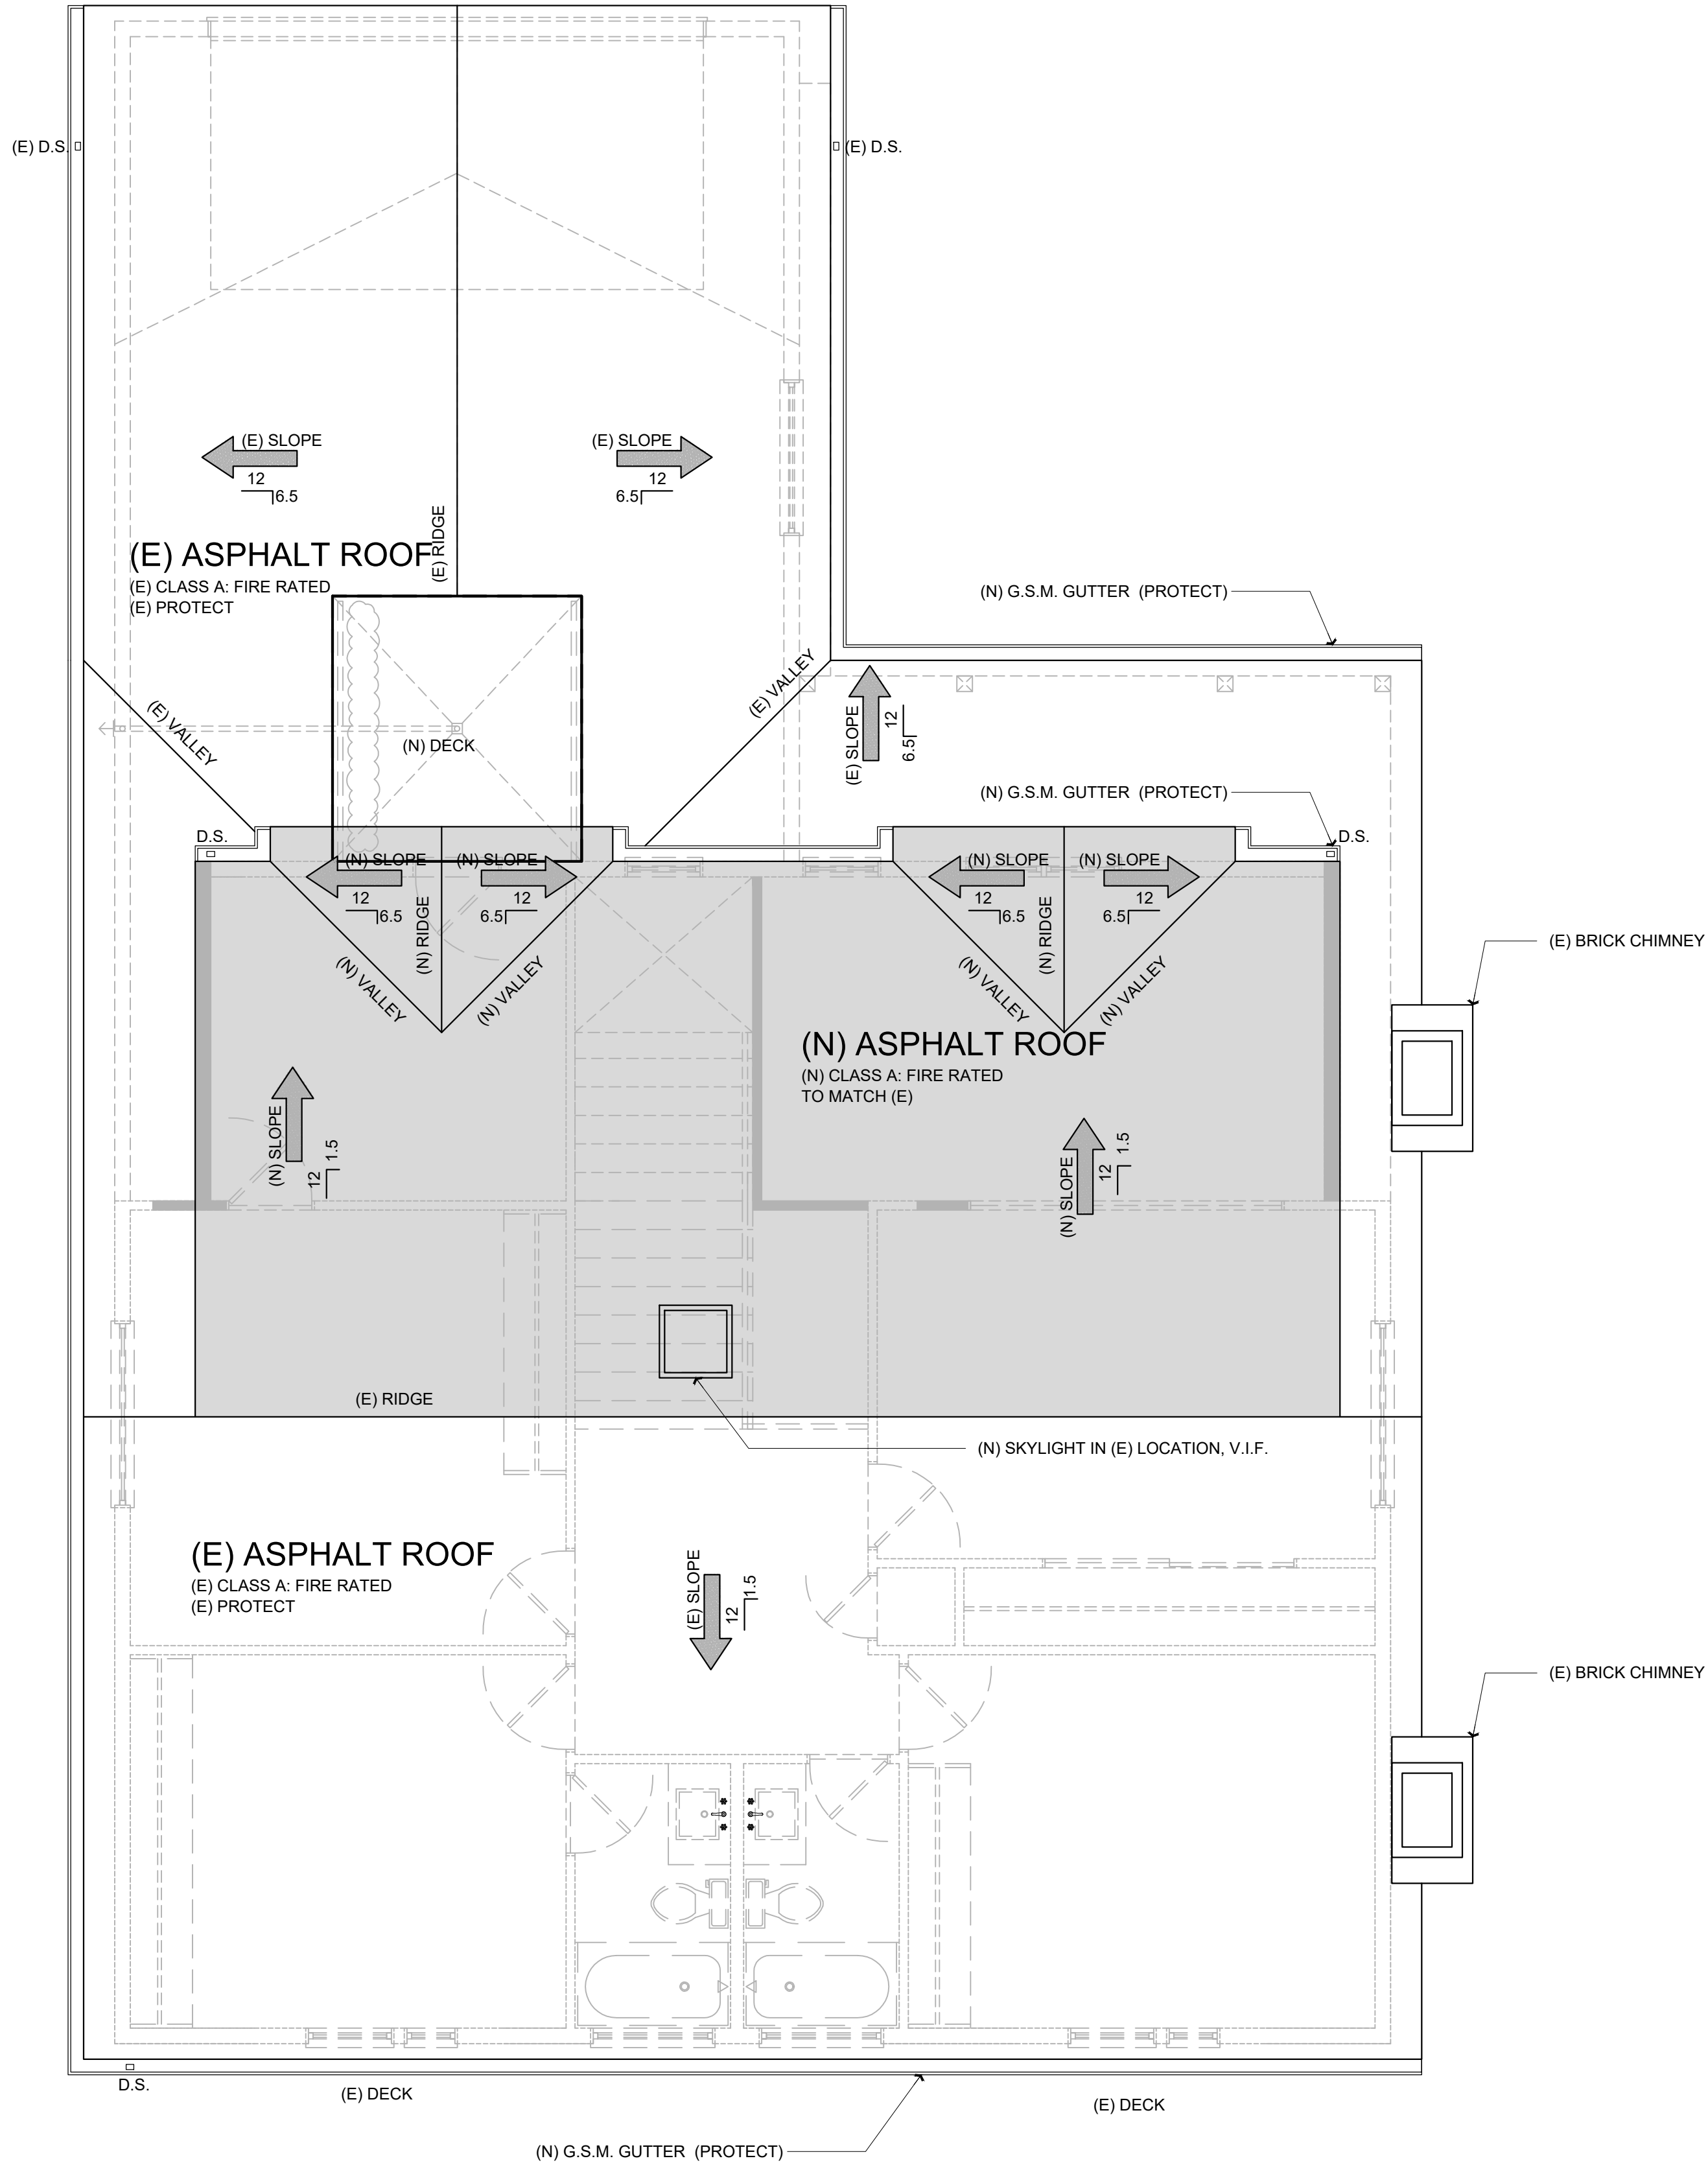 (E) D.S.
(E) D.S.
(E) SLOPE
12
6.5
(E) SLOPE
12
6.5
(E) RIDGE
(E) ASPHALT ROOF
(E) CLASS A: FIRE RATED
(E) PROTECT
(N) G.S.M. GUTTER (PROTECT)
(E) VALLEY
(E) VALLEY
(N) DECK
(E) SLOPE
12
6.5
(N) G.S.M. GUTTER (PROTECT)
D.S.
D.S.
(N) SLOPE
12
6.5
(N) SLOPE
12
6.5
(N) RIDGE
(N) VALLEY
(N) VALLEY
(N) SLOPE
12
6.5
(N) SLOPE
12
6.5
(N) RIDGE
(N) VALLEY
(N) VALLEY
(E) BRICK CHIMNEY
(N) ASPHALT ROOF
(N) CLASS A: FIRE RATED
TO MATCH (E)
(N) SLOPE
12
1.5
(N) SLOPE
12
1.5
(E) RIDGE
(N) SKYLIGHT IN (E) LOCATION, V.I.F.
(E) ASPHALT ROOF
(E) CLASS A: FIRE RATED
(E) PROTECT
(E) SLOPE
12
1.5
(E) BRICK CHIMNEY
D.S.
(E) DECK
(E) DECK
(N) G.S.M. GUTTER (PROTECT)